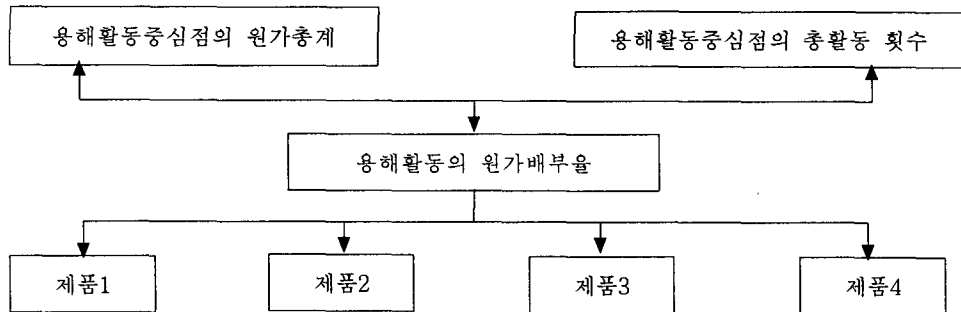 용해활동중심점의 원가총계
용해활동중심점의 총활동 횟수
용해활동의 원가배부율
제품1
제품2
제품3
제품4